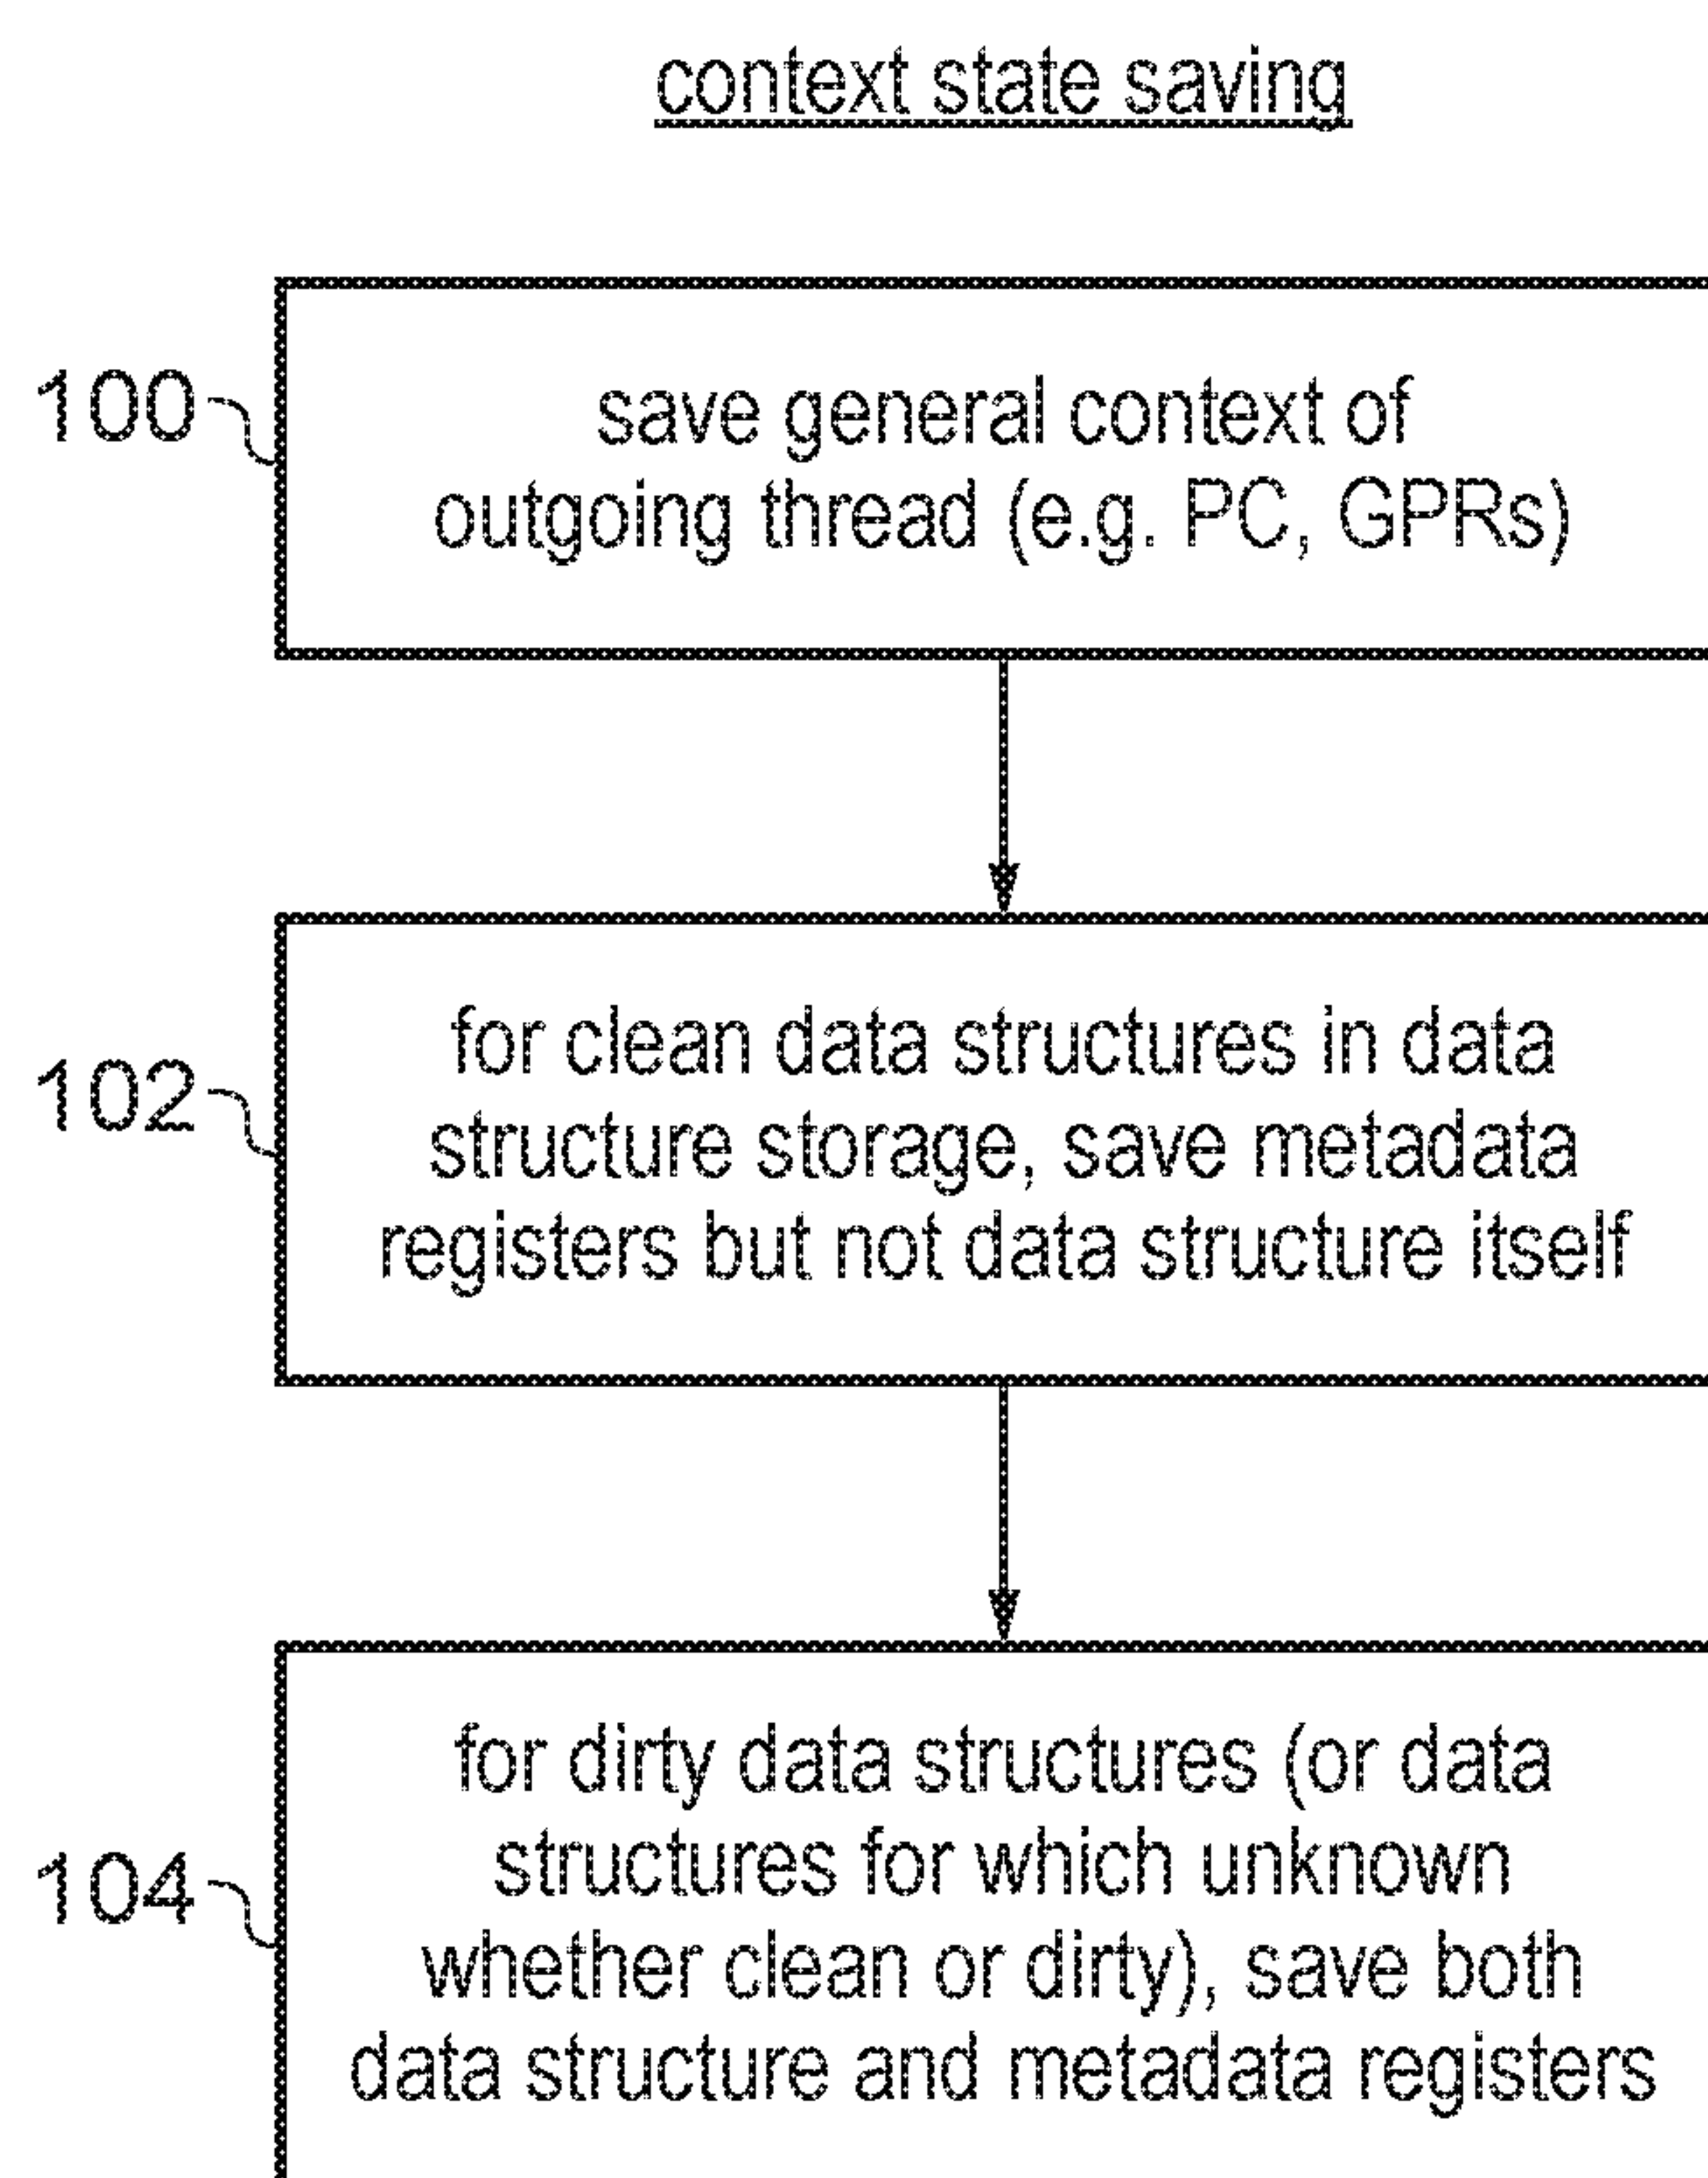 context state saving
100
save general context of
outgoing thread (e.g. PC, GPRs)
102
for clean data structures in data
structure storage, save metadata
registers but not data structure itself
104
for dirty data structures (or data
structures for which unknown
whether clean or dirty), save both
data structure and metadata registers